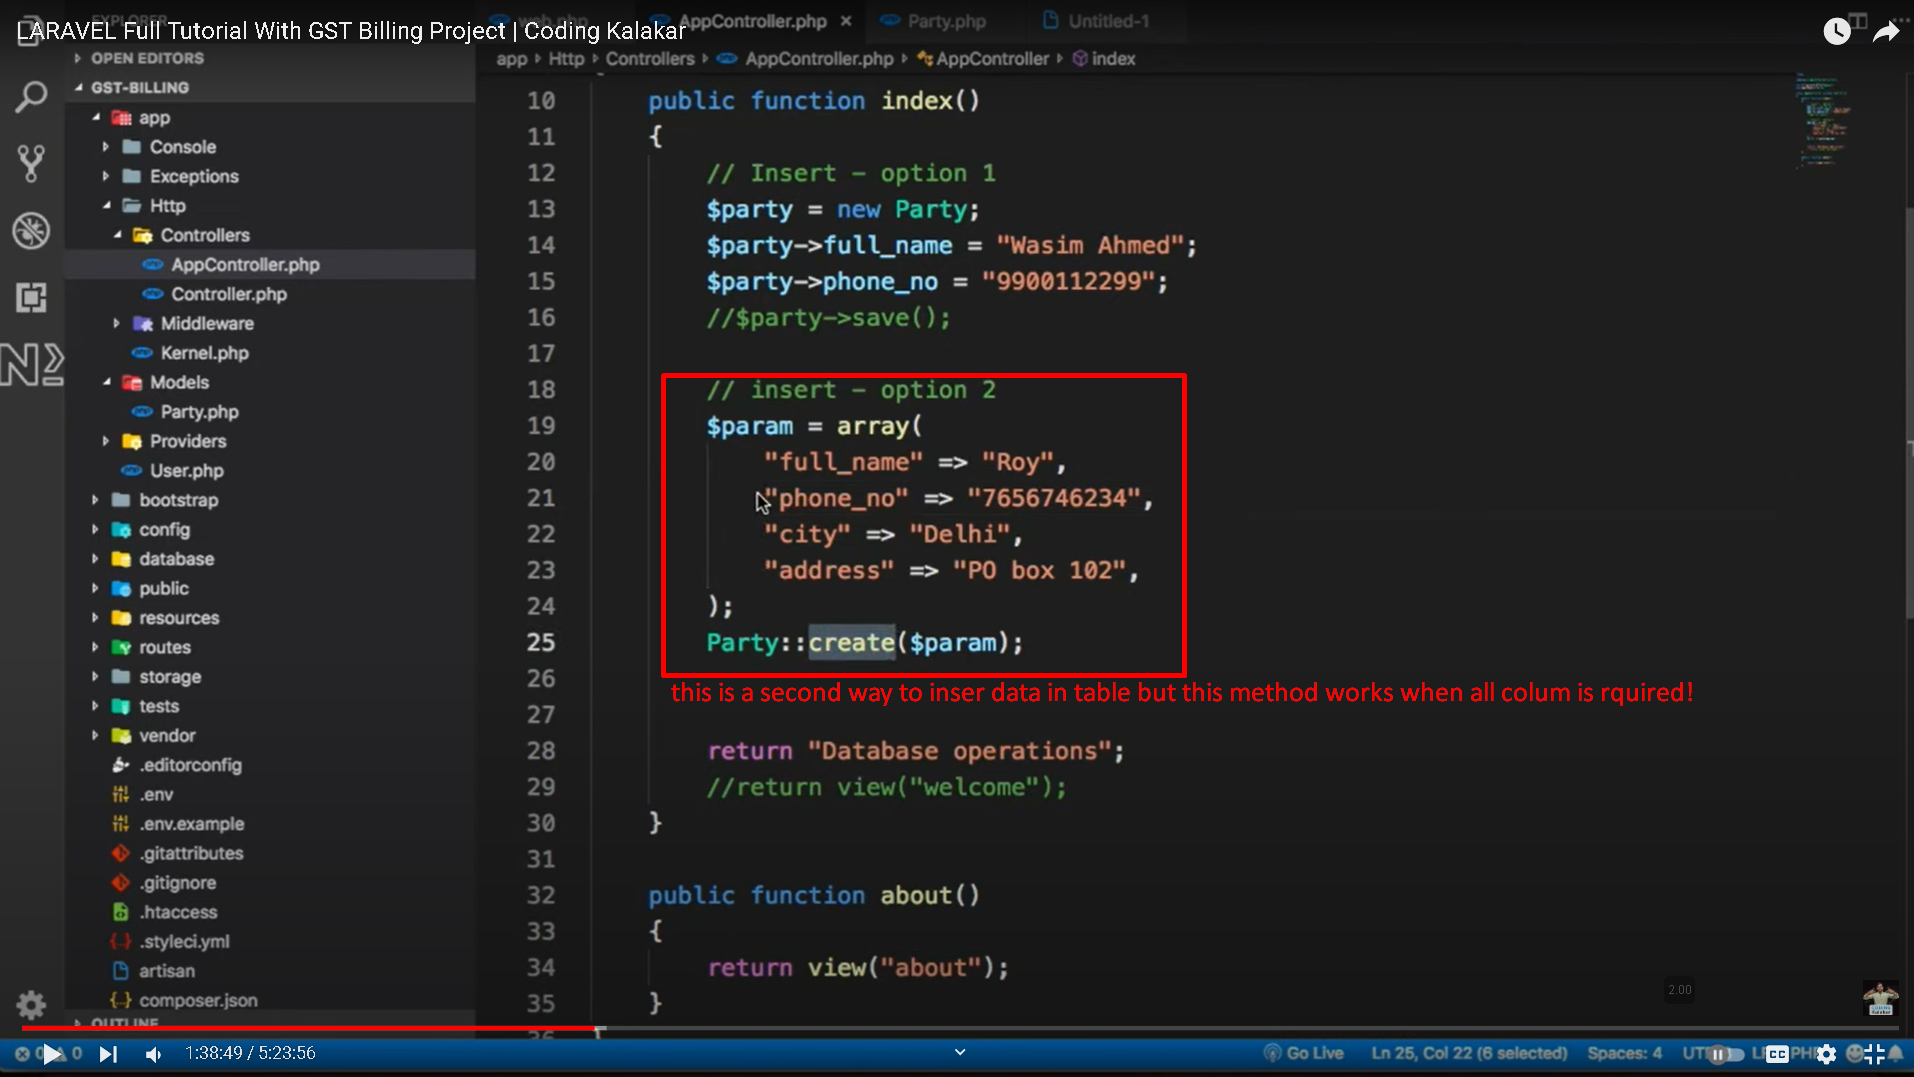 LARAVEL Full Tutorial With GST Billing Project | Coding Kalakar
AppController.php
Party.php
Untitled-1
OPEN EDITORS
GST-BILLING
app
Console
Exceptions
Http
Controllers
AppController.php
Controller.php
Middleware
Kernel.php
Models
Party.php
Providers
User.php
bootstrap
config
database
public
resources
routes
storage
tests
vendor
.editorconfig
.env
.env.example
.gitattributes
.gitignore
.htaccess
.styleci.yml
artisan
composer.json
OUTLINE
app Http Controllers AppController.php AppController index
10 public function index()
11 {
12 // Insert – option 1
13 $party = new Party;
14 $party->full_name = "Wasim Ahmed";
15 $party->phone_no = "9900112299";
16 //$party->save();
17
18 // insert – option 2
19 $param = array(
20 "full_name" => "Roy",
21 "phone_no" => "7656746234",
22 "city" => "Delhi",
23 "address" => "PO box 102",
24 );
25 Party::create($param);
26
this is a second way to inser data in table but this method works when all colum is rquired!
27
28 return "Database operations";
29 //return view("welcome");
30 }
31
32 public function about()
33 {
34 return view("about");
35 }
2.00
1:38:49 / 5:23:56
Go Live Ln 25, Col 22 (6 selected) Spaces: 4
CC